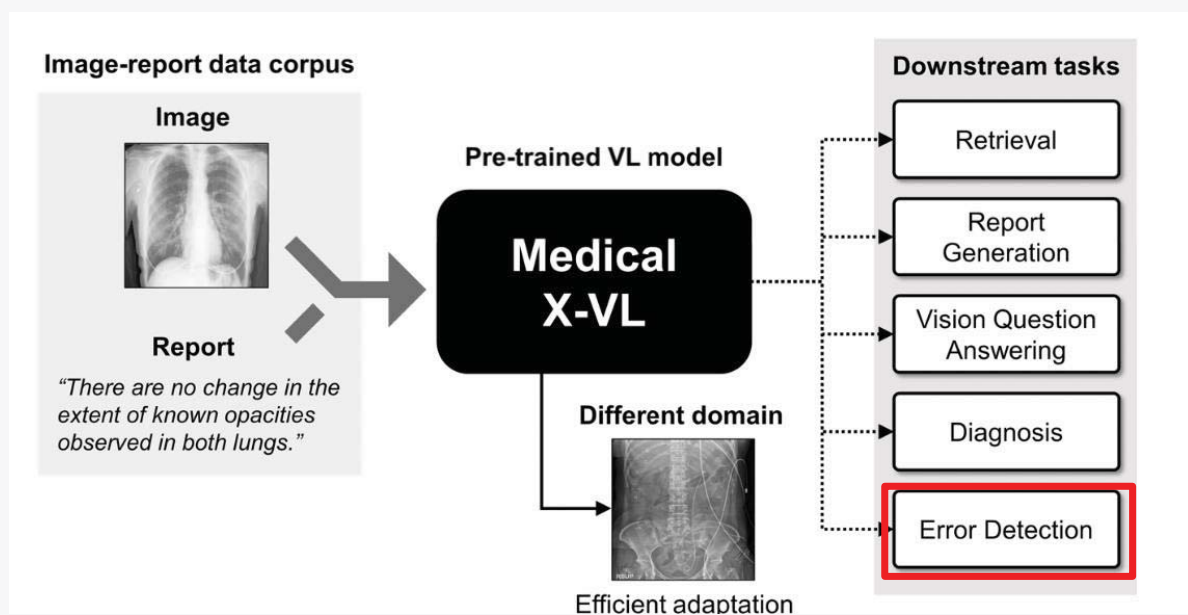 Image-report data corpus
Image
Report
“There are no change in the
extent of known opacities
observed in both lungs.”
Pre-trained VL model
Medical
X-VL
Different domain
Efficient adaptation
Downstream tasks
Retrieval
Report
Generation
Vision Question
Answering
Diagnosis
Error Detection